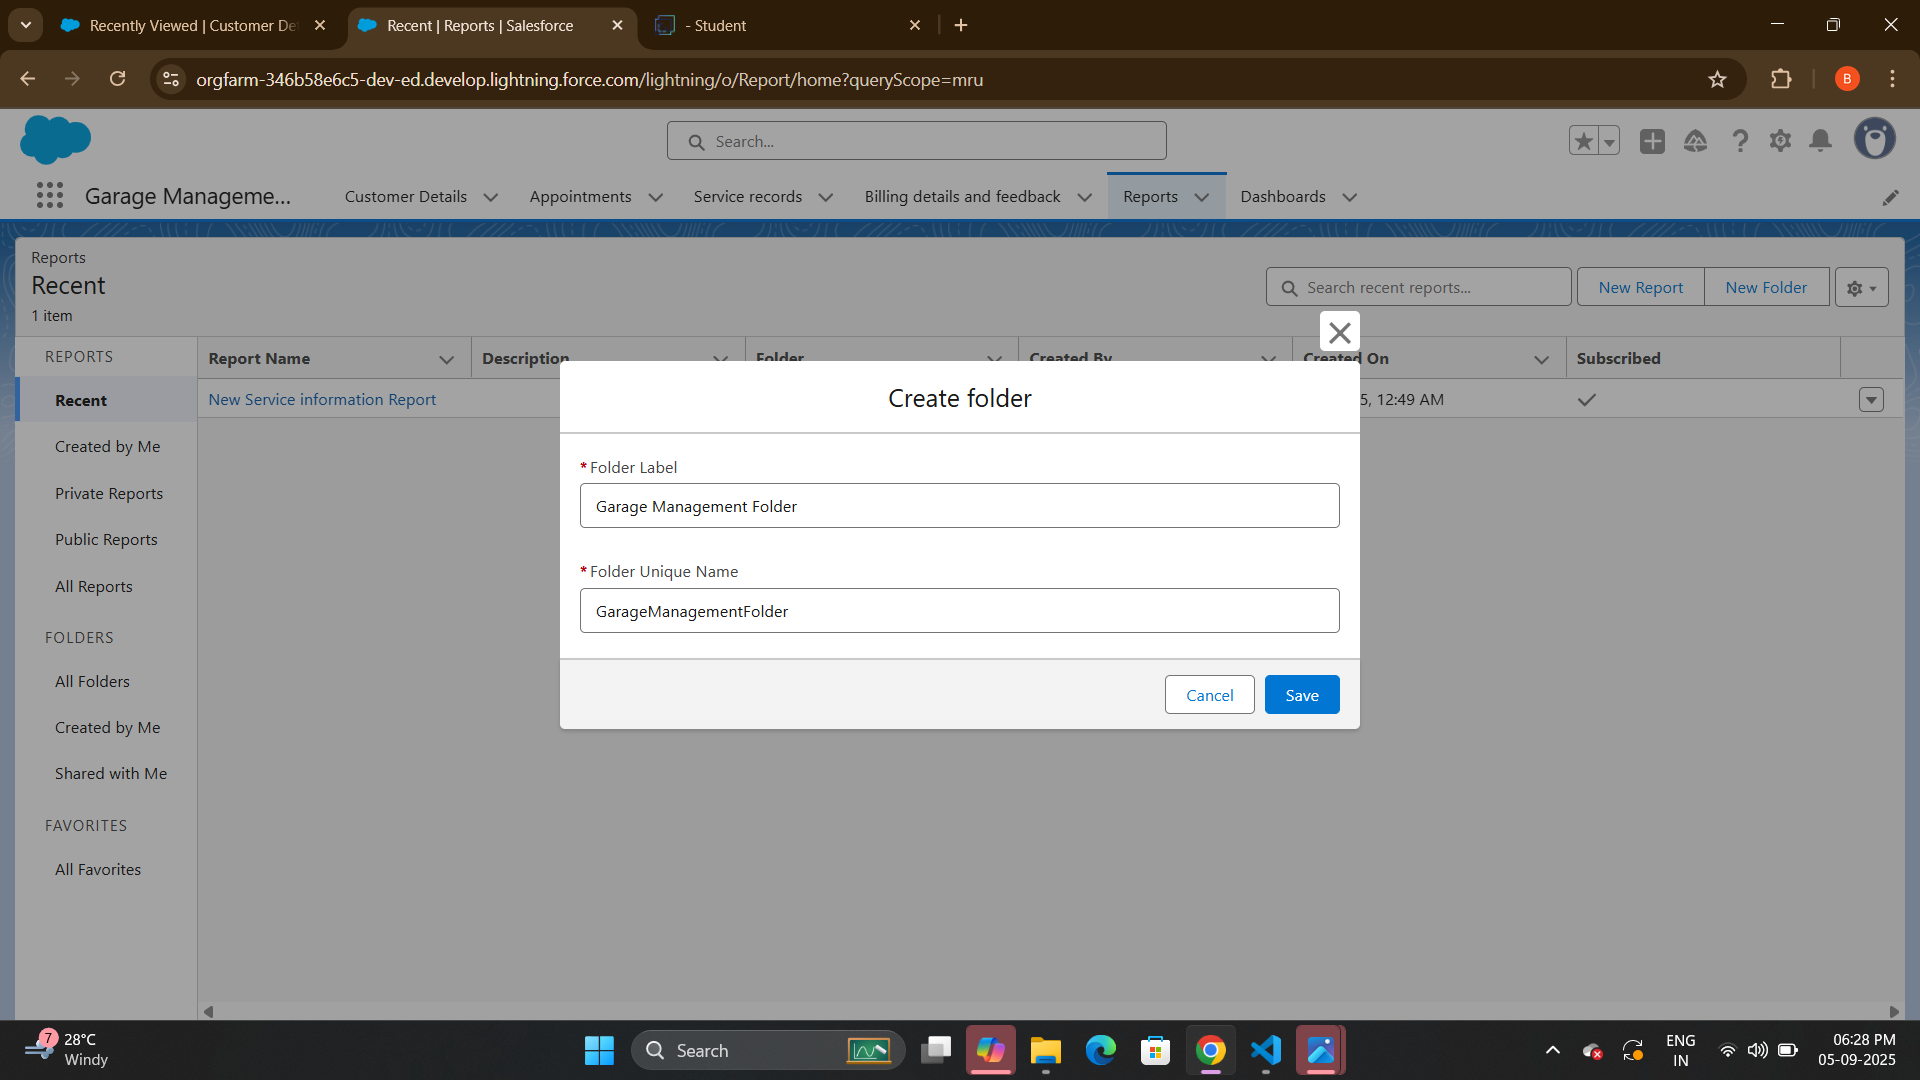 Recently Viewed | Customer De
Recent | Reports | Salesforce
- Student
orgfarm-346b58e6c5-dev-ed.develop.lightning.force.com/lightning/o/Report/home?queryScope=mru
B
Search...
Garage Manageme...
Customer Details
Appointments
Service records
Billing details and feedback
Reports
Dashboards
Reports
Recent
1 item
Search recent reports...
New Report
New Folder
REPORTS
Report Name
Description
Folder
Created By
Created On
Subscribed
Recent
New Service information Report
5, 12:49 AM
Created by Me
Private Reports
Public Reports
All Reports
FOLDERS
All Folders
Created by Me
Shared with Me
FAVORITES
All Favorites
Create folder
*Folder Label
Garage Management Folder
*Folder Unique Name
GarageManagementFolder
Cancel
Save
7
28°C
Windy
Search
ENG
IN
06:28 PM
05-09-2025